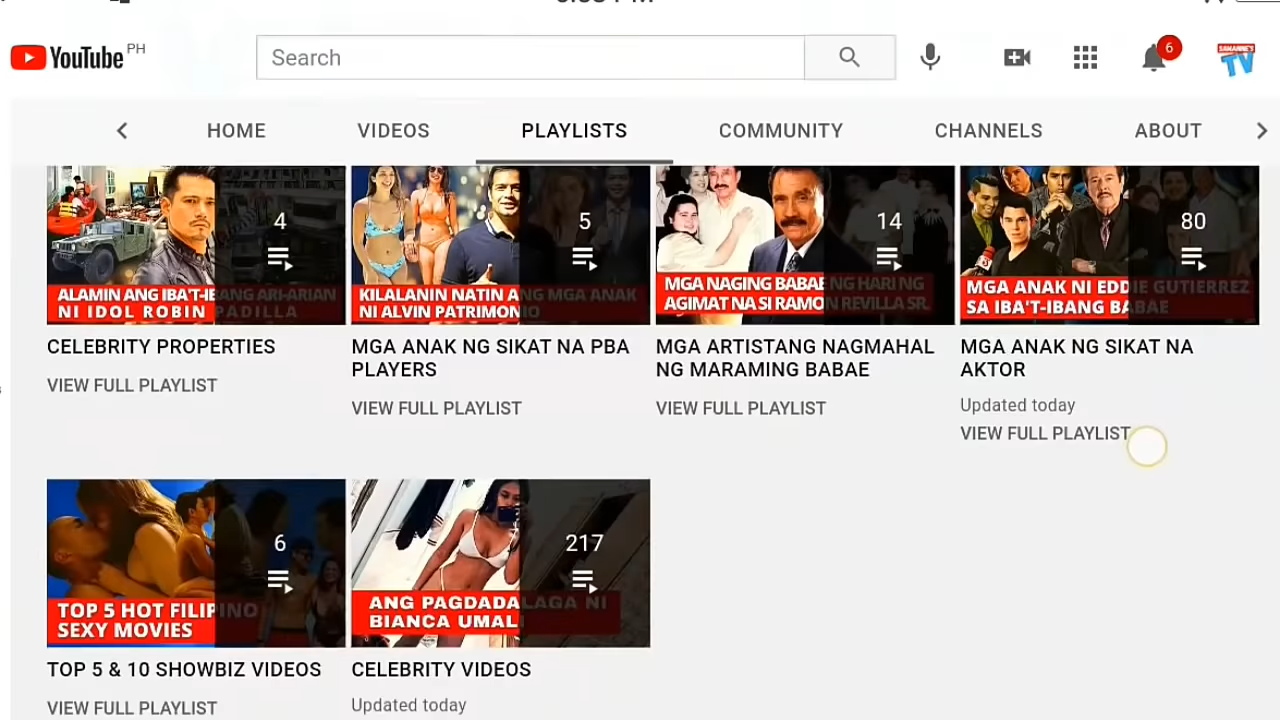 YouTube PH
Search
6
SAWANNE'S
TV
HOME
VIDEOS
PLAYLISTS
COMMUNITY
CHANNELS
ABOUT
4
ALAMIN ANG IBA'T-IBANG ARI-ARIAN
NI IDOL ROBIN PADILLA
CELEBRITY PROPERTIES
VIEW FULL PLAYLIST
5
KILALANIN NATIN ANG MGA ANAK
NI ALVIN PATRIMONIO
MGA ANAK NG SIKAT NA PBA
PLAYERS
VIEW FULL PLAYLIST
14
MGA NAGING BABAE NG HARI NG
AGIMAT NA SI RAMON REVILLA SR.
MGA ARTISTANG NAGMAHAL
NG MARAMING BABAE
VIEW FULL PLAYLIST
80
MGA ANAK NI EDDIE GUTIERREZ
SA IBA'T-IBANG BABAE
MGA ANAK NG SIKAT NA
AKTOR
Updated today
VIEW FULL PLAYLIST
6
TOP 5 HOT FILIPINO
SEXY MOVIES
TOP 5 & 10 SHOWBIZ VIDEOS
VIEW FULL PLAYLIST
217
ANG PAGDADALAGA NI
BIANCA UMAL
CELEBRITY VIDEOS
Updated today